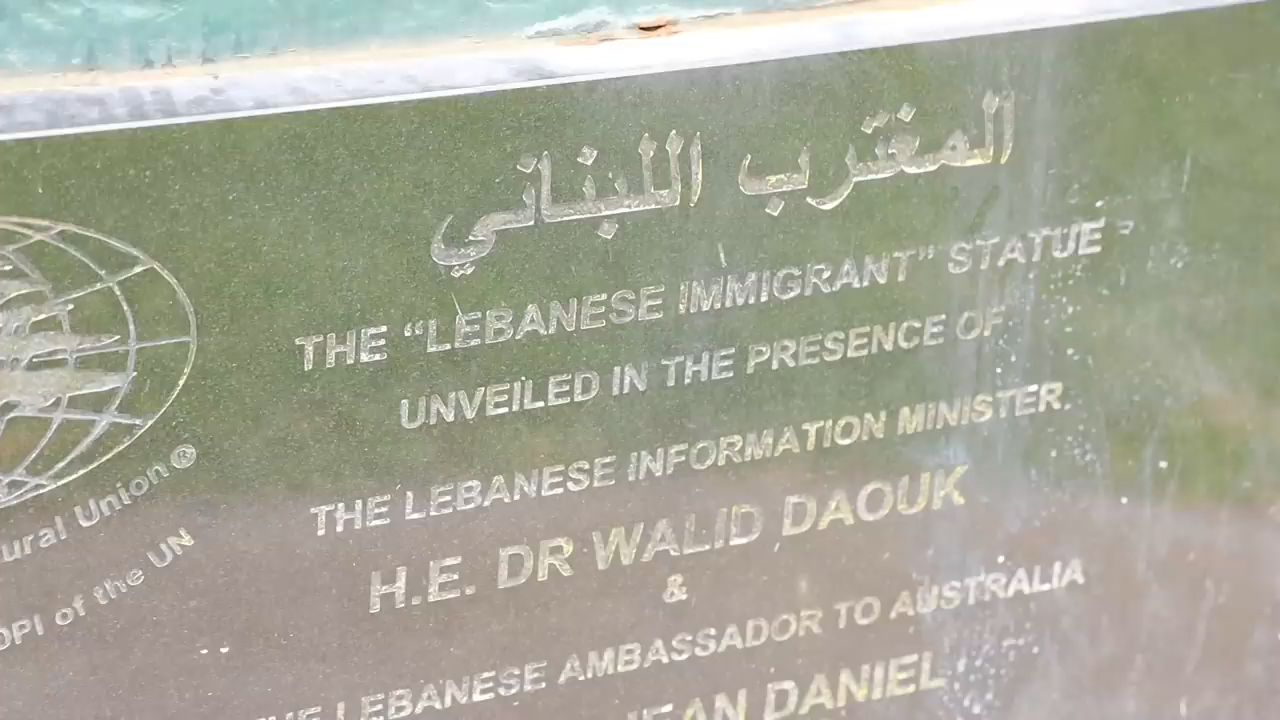 المغترب اللبناني
THE “LEBANESE IMMIGRANT” STATUE
UNVEILED IN THE PRESENCE OF
THE LEBANESE INFORMATION MINISTER.
H.E. DR WALID DAOUK
&
THE LEBANESE AMBASSADOR TO AUSTRALIA
JEAN DANIEL
ural Union®
DPI of the UN